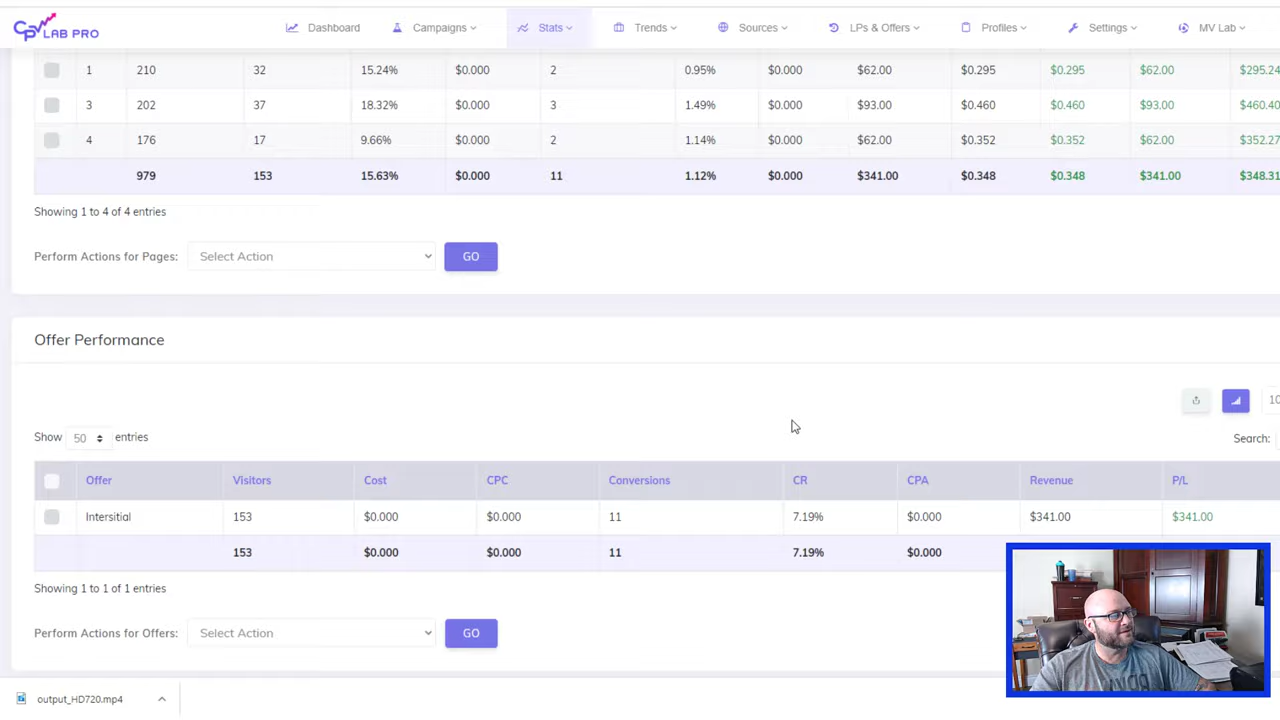 CPV LAB PRO Dashboard Campaigns Stats Trends Sources LPs & Offers Profiles Settings MV Lab
1 210 32 15.24% $0.000 2 0.95% $0.000 $62.00 $0.295 $0.295 $62.00 $295.24
3 202 37 18.32% $0.000 3 1.49% $0.000 $93.00 $0.460 $0.460 $93.00 $460.40
4 176 17 9.66% $0.000 2 1.14% $0.000 $62.00 $0.352 $0.352 $62.00 $352.27
979 153 15.63% $0.000 11 1.12% $0.000 $341.00 $0.348 $0.348 $341.00 $348.31
Showing 1 to 4 of 4 entries
Perform Actions for Pages: Select Action GO
Offer Performance
10
Show 50 entries Search:
Offer Visitors Cost CPC Conversions CR CPA Revenue P/L
Intersitial 153 $0.000 $0.000 11 7.19% $0.000 $341.00 $341.00
153 $0.000 $0.000 11 7.19% $0.000
Showing 1 to 1 of 1 entries
Perform Actions for Offers: Select Action GO
output_HD720.mp4